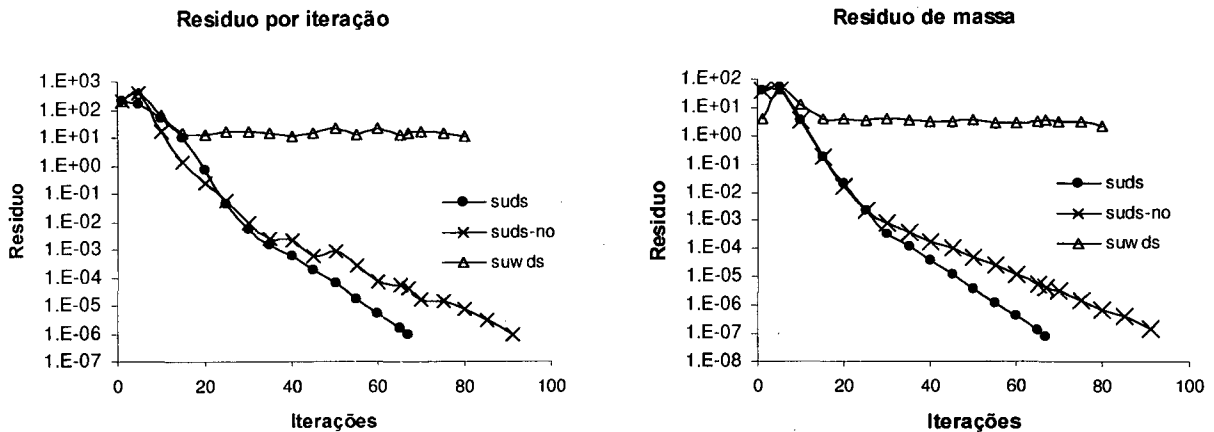 Residuo por iteração
1.E+03
1.E+02
1.E+01
1.E+00
1.E-01
1.E-02
1.E-03
1.E-04
1.E-05
1.E-06
1.E-07
Residuo
0 20 40 60 80 100
Iterações
suds
suds-no
suw ds
Residuo de massa
1.E+02
1.E+01
1.E+00
1.E-01
1.E-02
1.E-03
1.E-04
1.E-05
1.E-06
1.E-07
1.E-08
Residuo
0 20 40 60 80 100
Iterações
suds
suds-no
suw ds